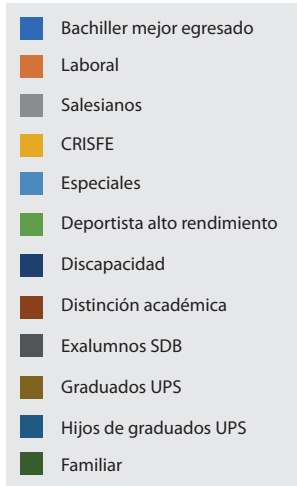 Bachiller mejor egresado
Laboral
Salesianos
CRISFE
Especiales
Deportista alto rendimiento
Discapacidad
Distinción académica
Exalumnos SDB
Graduados UPS
Hijos de graduados UPS
Familiar